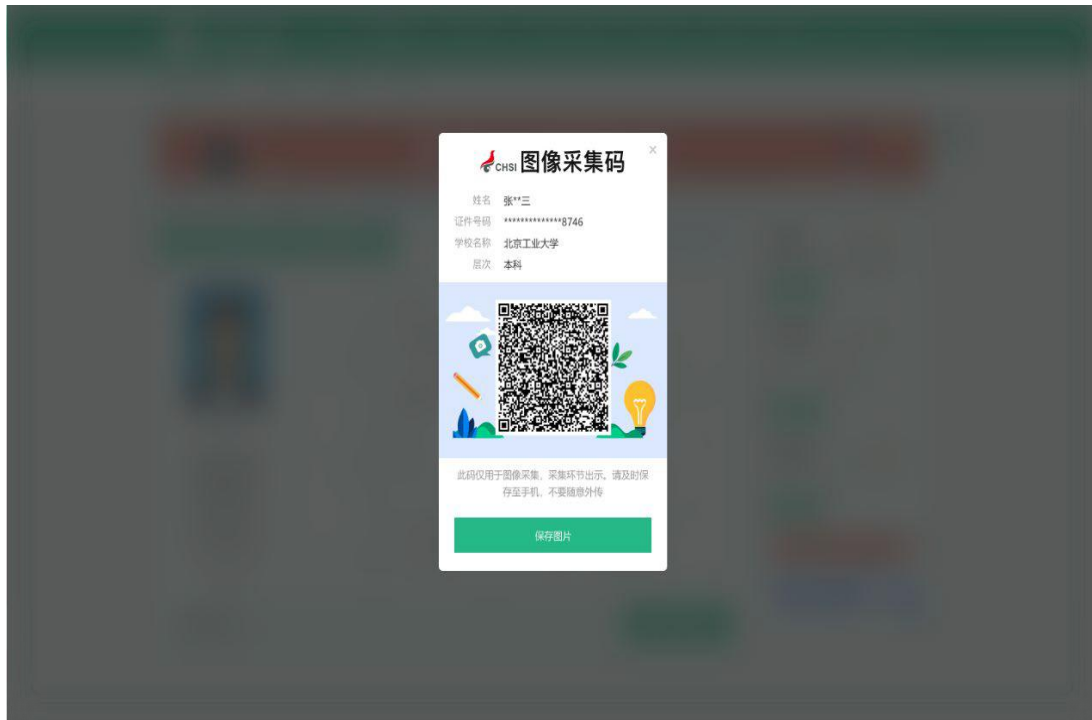 CHSI 图像采集码
×
姓名 张**三
证件号码 **************8746
学校名称 北京工业大学
层次 本科
此码仅用于图像采集，采集环节出示。请及时保
存至手机，不要随意外传
保存图片